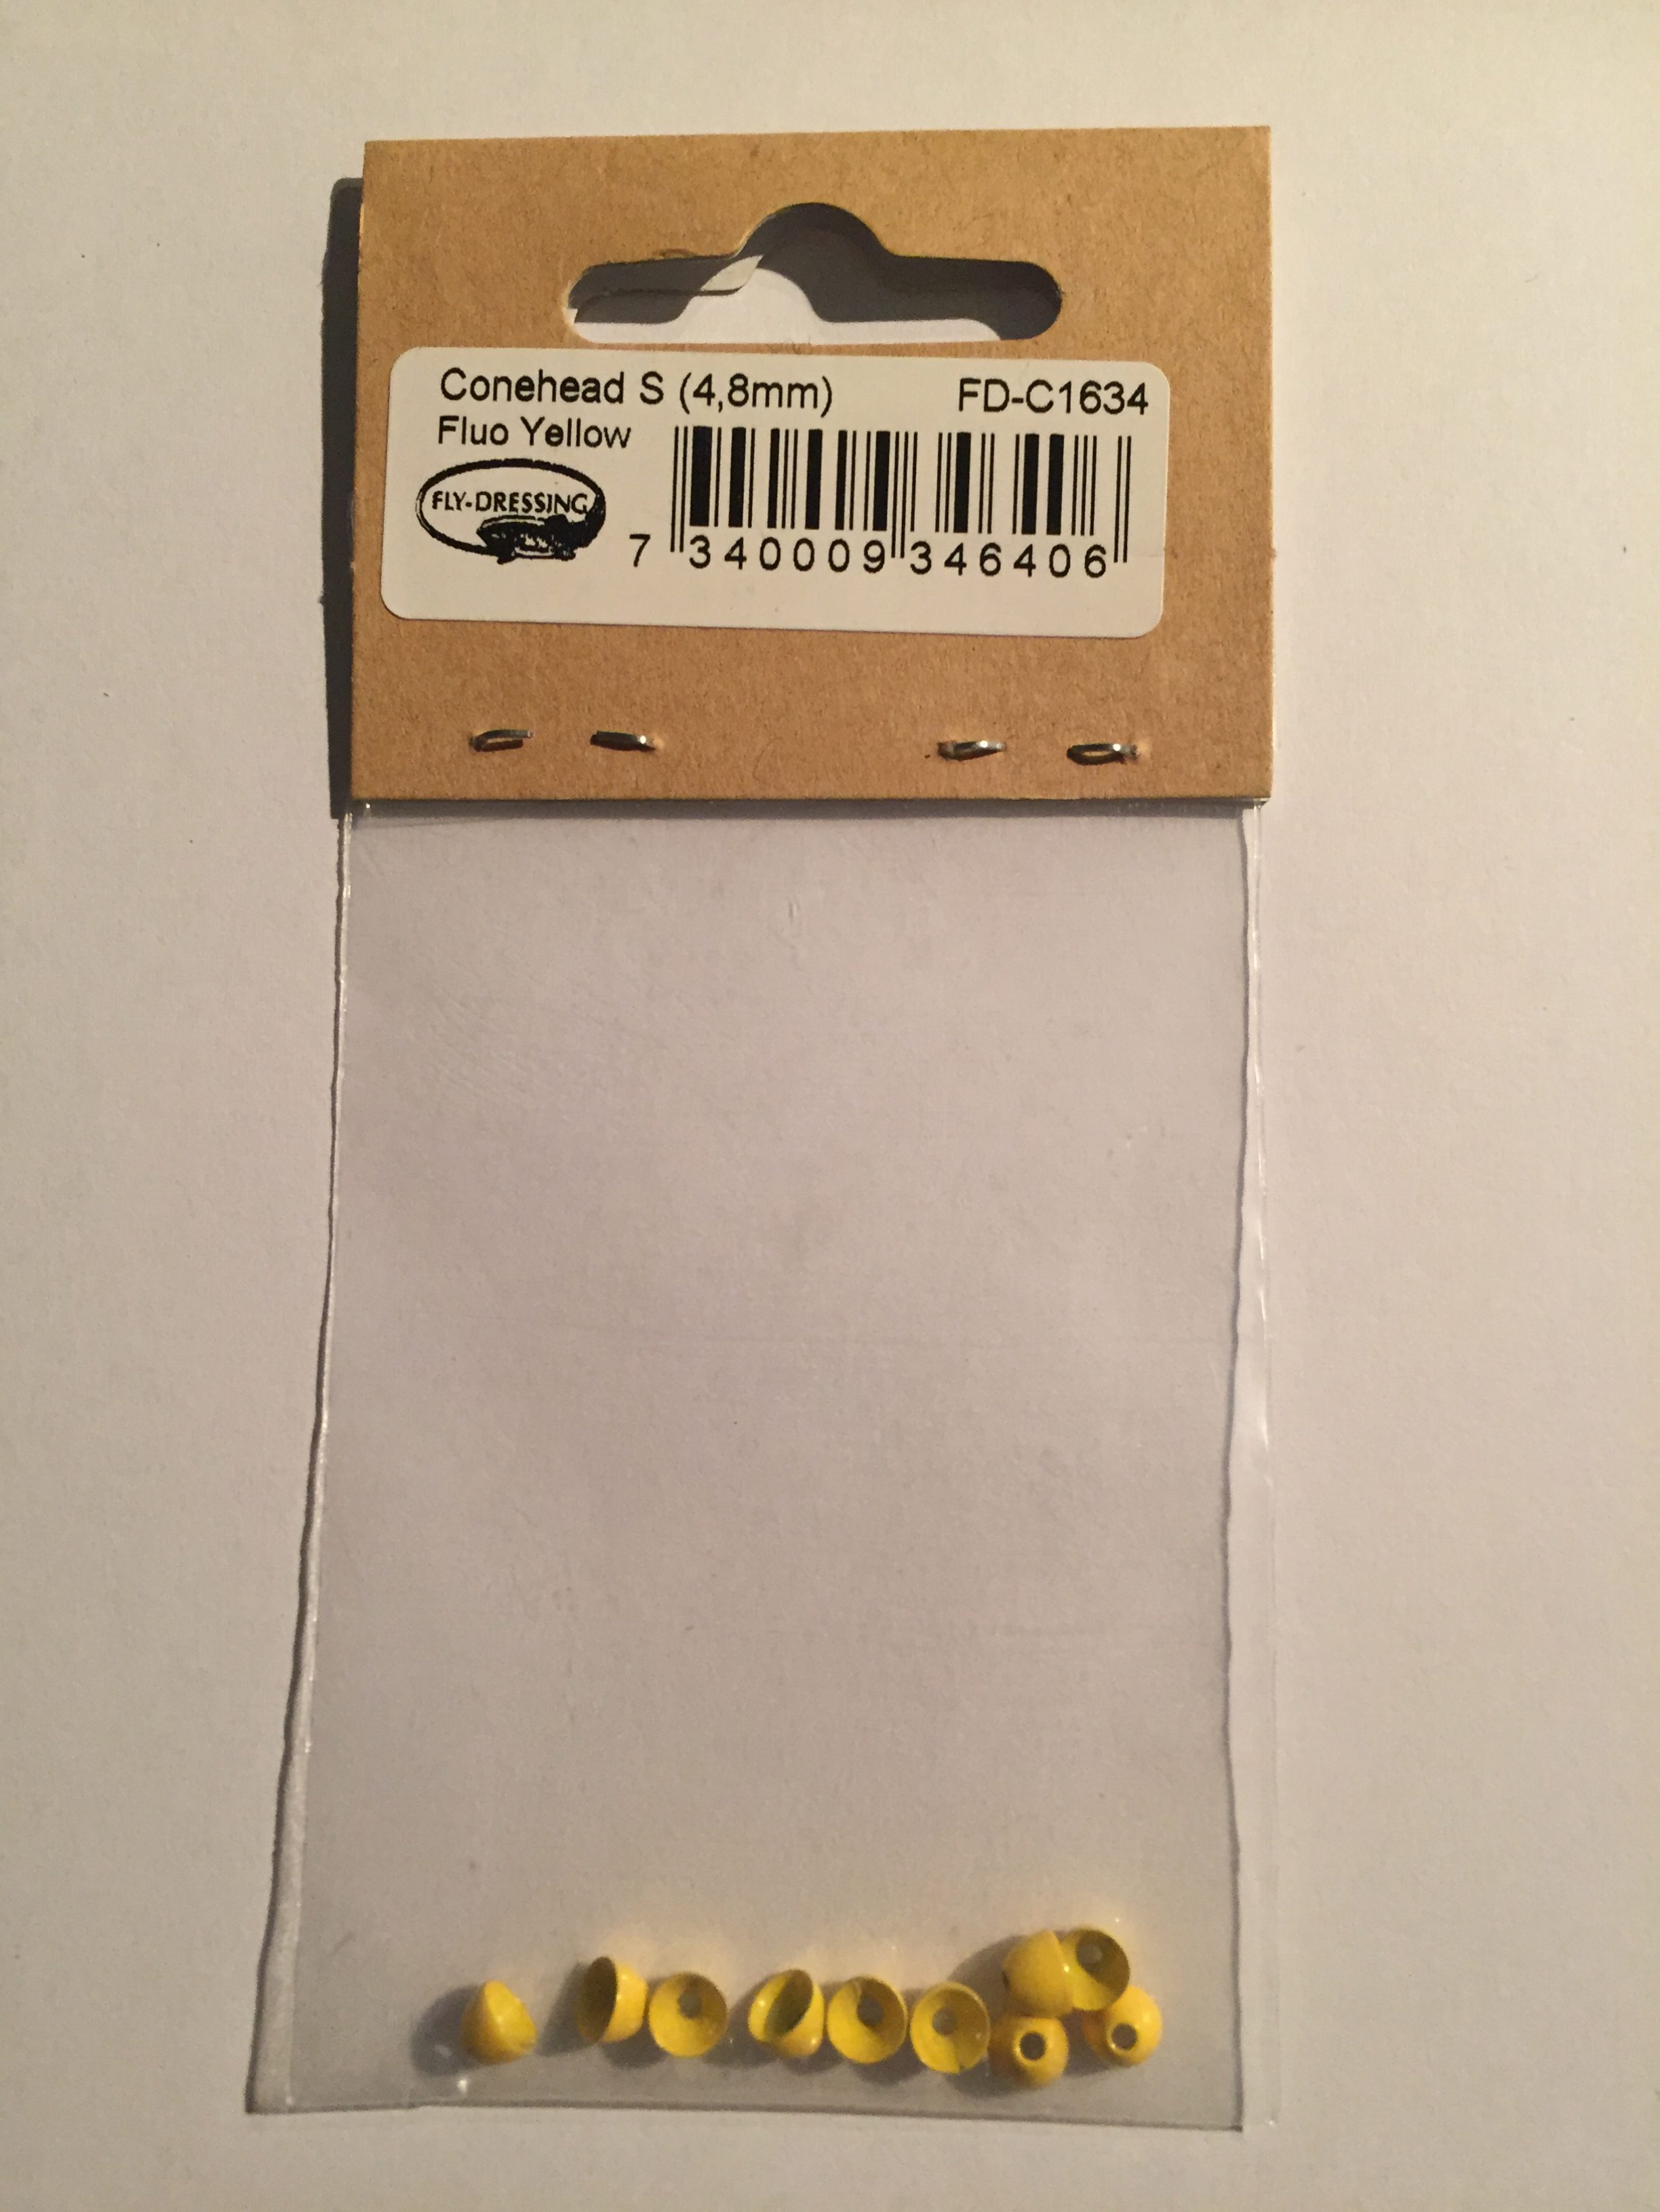 Conehead S (4,8mm) FD-C1634
Fluo Yellow
FLY-DRESSING
7 340009 346406